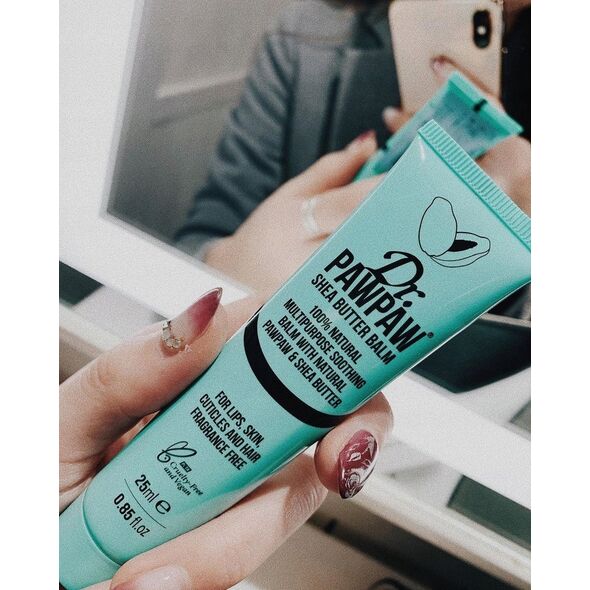 Dr.
PAWPAW®
SHEA BUTTER BALM
100% NATURAL
MULTIPURPOSE SOOTHING
BALM WITH NATURAL
PAWPAW & SHEA BUTTER
FOR LIPS, SKIN,
CUTICLES AND HAIR
FRAGRANCE FREE
Cruelty-Free
and Vegan
25ml e
0.85 fl.oz